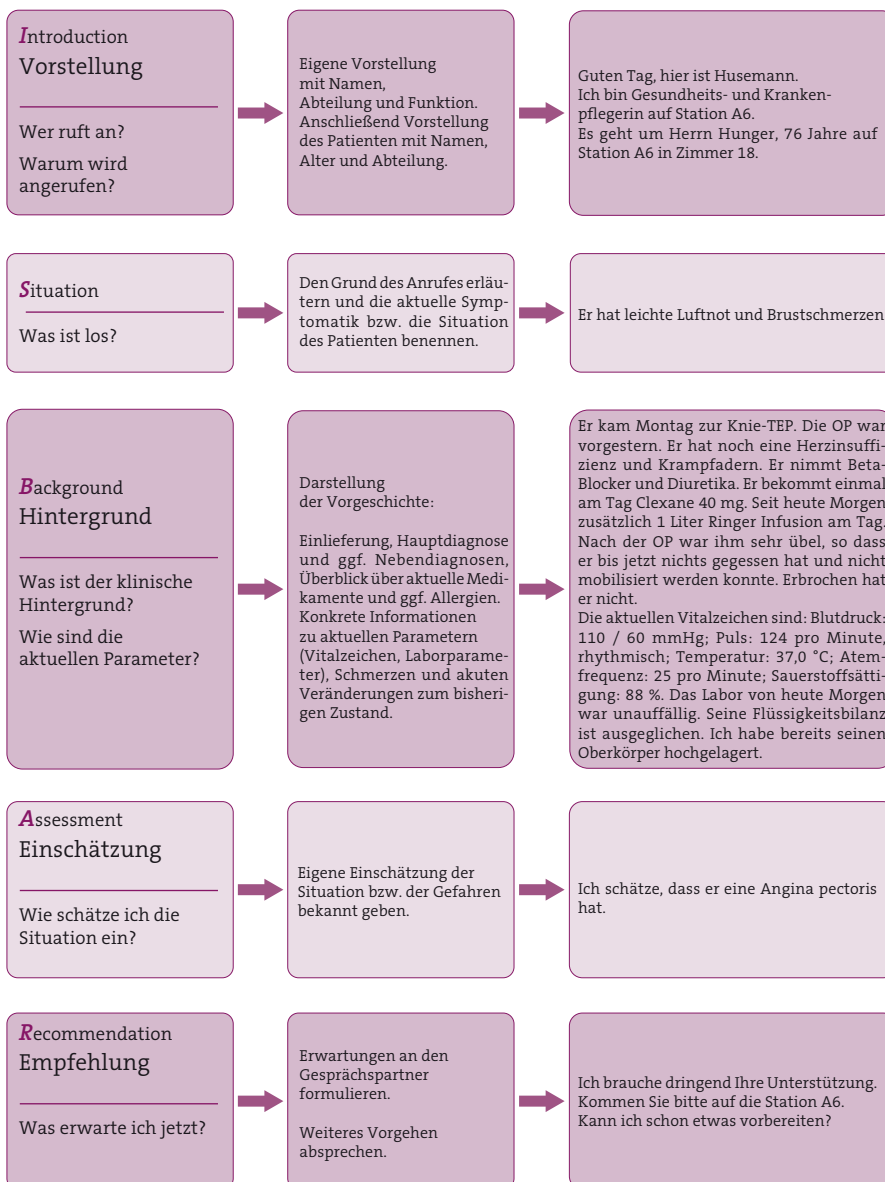 Introduction
Vorstellung
Wer ruft an?
Warum wird
angerufen?
Eigene Vorstellung
mit Namen,
Abteilung und Funktion.
Anschließend Vorstellung
des Patienten mit Namen,
Alter und Abteilung.
Guten Tag, hier ist Husemann.
Ich bin Gesundheits- und Kranken-
pflegerin auf Station A6.
Es geht um Herrn Hunger, 76 Jahre auf
Station A6 in Zimmer 18.
Situation
Was ist los?
Den Grund des Anrufes erläu-
tern und die aktuelle Symp-
tomatik bzw. die Situation
des Patienten benennen.
Er hat leichte Luftnot und Brustschmerzen
Background
Hintergrund
Was ist der klinische
Hintergrund?
Wie sind die
aktuellen Parameter?
Darstellung
der Vorgeschichte:
Einlieferung, Hauptdiagnose
und ggf. Nebendiagnosen,
Überblick über aktuelle Medi-
kamente und ggf. Allergien.
Konkrete Informationen
zu aktuellen Parametern
(Vitalzeichen, Laborparame-
ter), Schmerzen und akuten
Veränderungen zum bisheri-
gen Zustand.
Er kam Montag zur Knie-TEP. Die OP war
vorgestern. Er hat noch eine Herzinsuffi-
zienz und Krampfadern. Er nimmt Beta-
Blocker und Diuretika. Er bekommt einmal
am Tag Clexane 40 mg. Seit heute Morgen
zusätzlich 1 Liter Ringer Infusion am Tag.
Nach der OP war ihm sehr übel, so dass
er bis jetzt nichts gegessen hat und nicht
mobilisiert werden konnte. Erbrochen hat
er nicht.
Die aktuellen Vitalzeichen sind: Blutdruck:
110 / 60 mmHg; Puls: 124 pro Minute,
rhythmisch; Temperatur: 37,0 °C; Atem-
frequenz: 25 pro Minute; Sauerstoffsätti-
gung: 88 %. Das Labor von heute Morgen
war unauffällig. Seine Flüssigkeitsbilanz
ist ausgeglichen. Ich habe bereits seinen
Oberkörper hochgelagert.
Assessment
Einschätzung
Wie schätze ich die
Situation ein?
Eigene Einschätzung der
Situation bzw. der Gefahren
bekannt geben.
Ich schätze, dass er eine Angina pectoris
hat.
Recommendation
Empfehlung
Was erwarte ich jetzt?
Erwartungen an den
Gesprächspartner
formulieren.
Weiteres Vorgehen
absprechen.
Ich brauche dringend Ihre Unterstützung.
Kommen Sie bitte auf die Station A6.
Kann ich schon etwas vorbereiten?